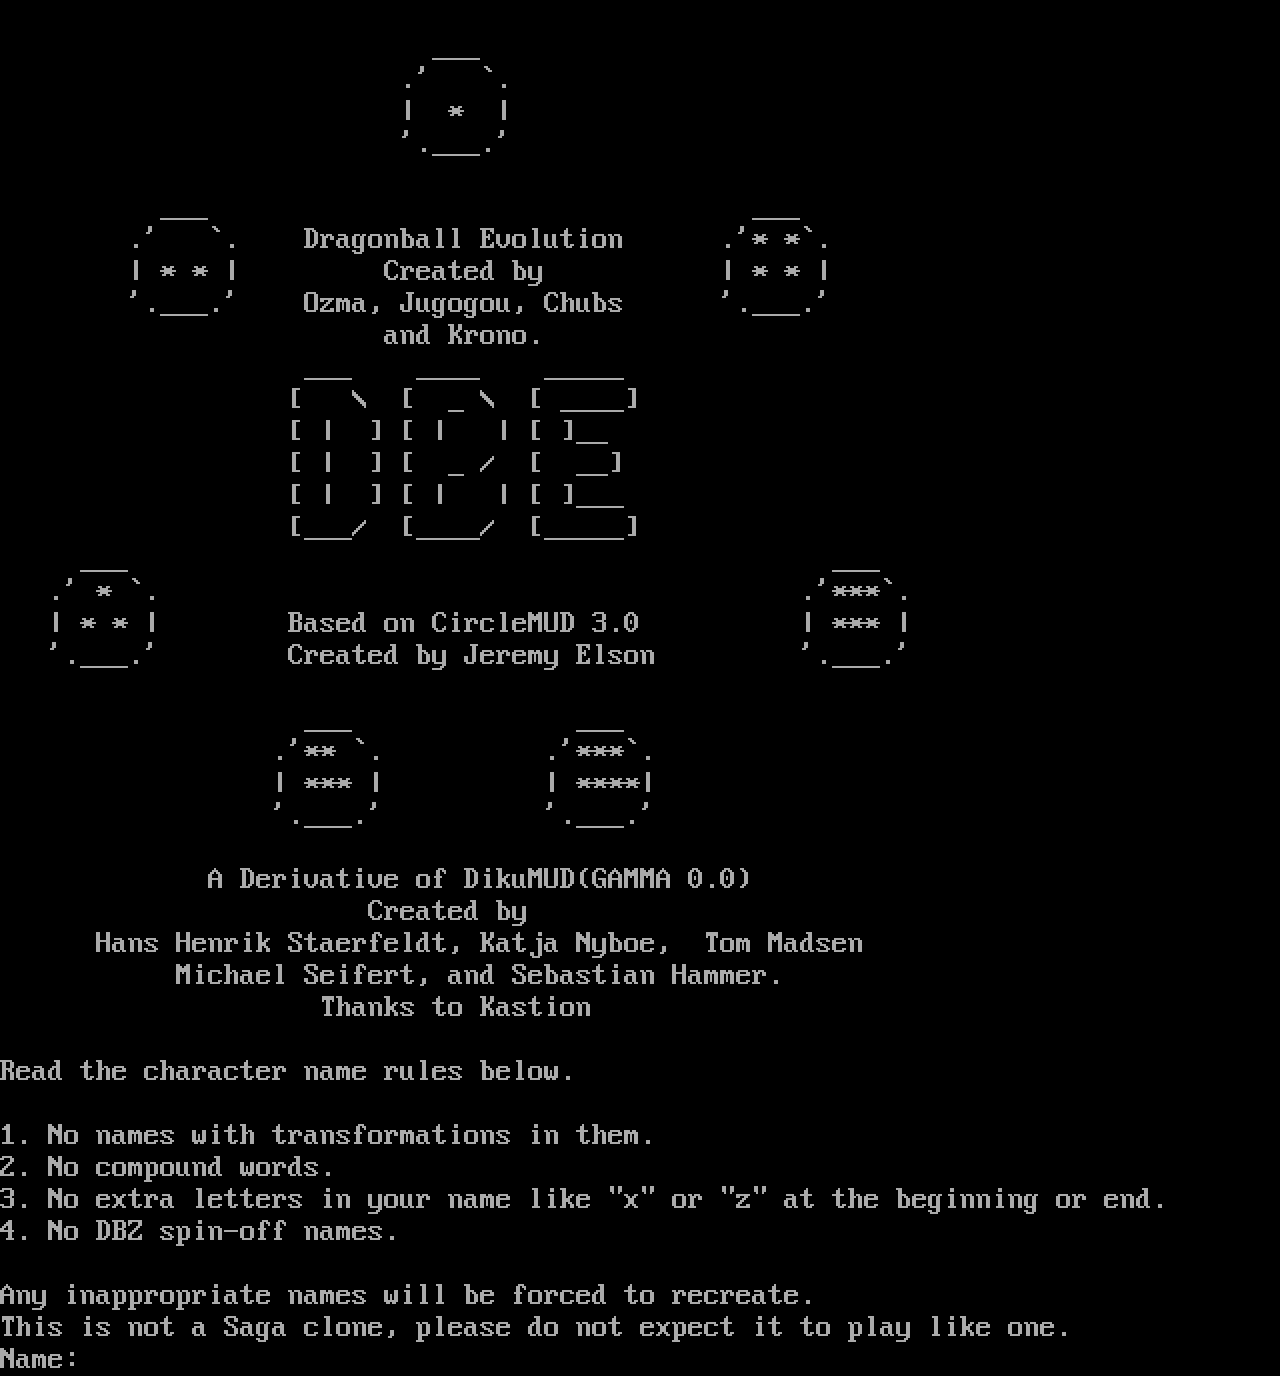 Dragonball Evolution
Created by
Ozma, Jugogou, Chubs
and Krono.
DBE
Based on CircleMUD 3.0
Created by Jeremy Elson
A Derivative of DikuMUD(GAMMA 0.0)
Created by
Hans Henrik Staerfeldt, Katja Nyboe,  Tom Madsen
Michael Seifert, and Sebastian Hammer.
Thanks to Kastion
Read the character name rules below.
1. No names with transformations in them.
2. No compound words.
3. No extra letters in your name like "x" or "z" at the beginning or end.
4. No DBZ spin-off names.
Any inappropriate names will be forced to recreate.
This is not a Saga clone, please do not expect it to play like one.
Name: